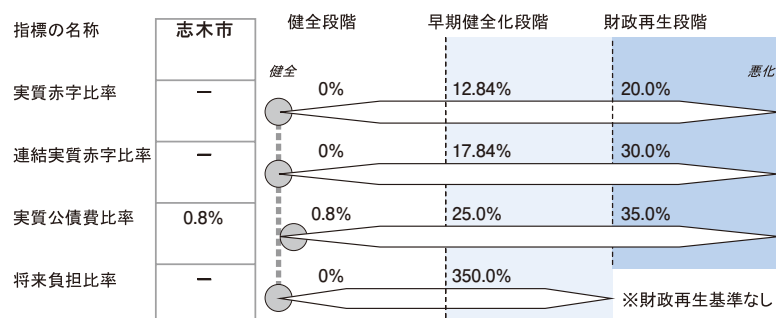 指標の名称 志木市 健全段階 早期健全化段階 財政再生段階
健全 悪化
実質赤字比率 ー 0% 12.84% 20.0%
連結実質赤字比率 ー 0% 17.84% 30.0%
実質公債費比率 0.8% 0.8% 25.0% 35.0%
将来負担比率 ー 0% 350.0%
※財政再生基準なし